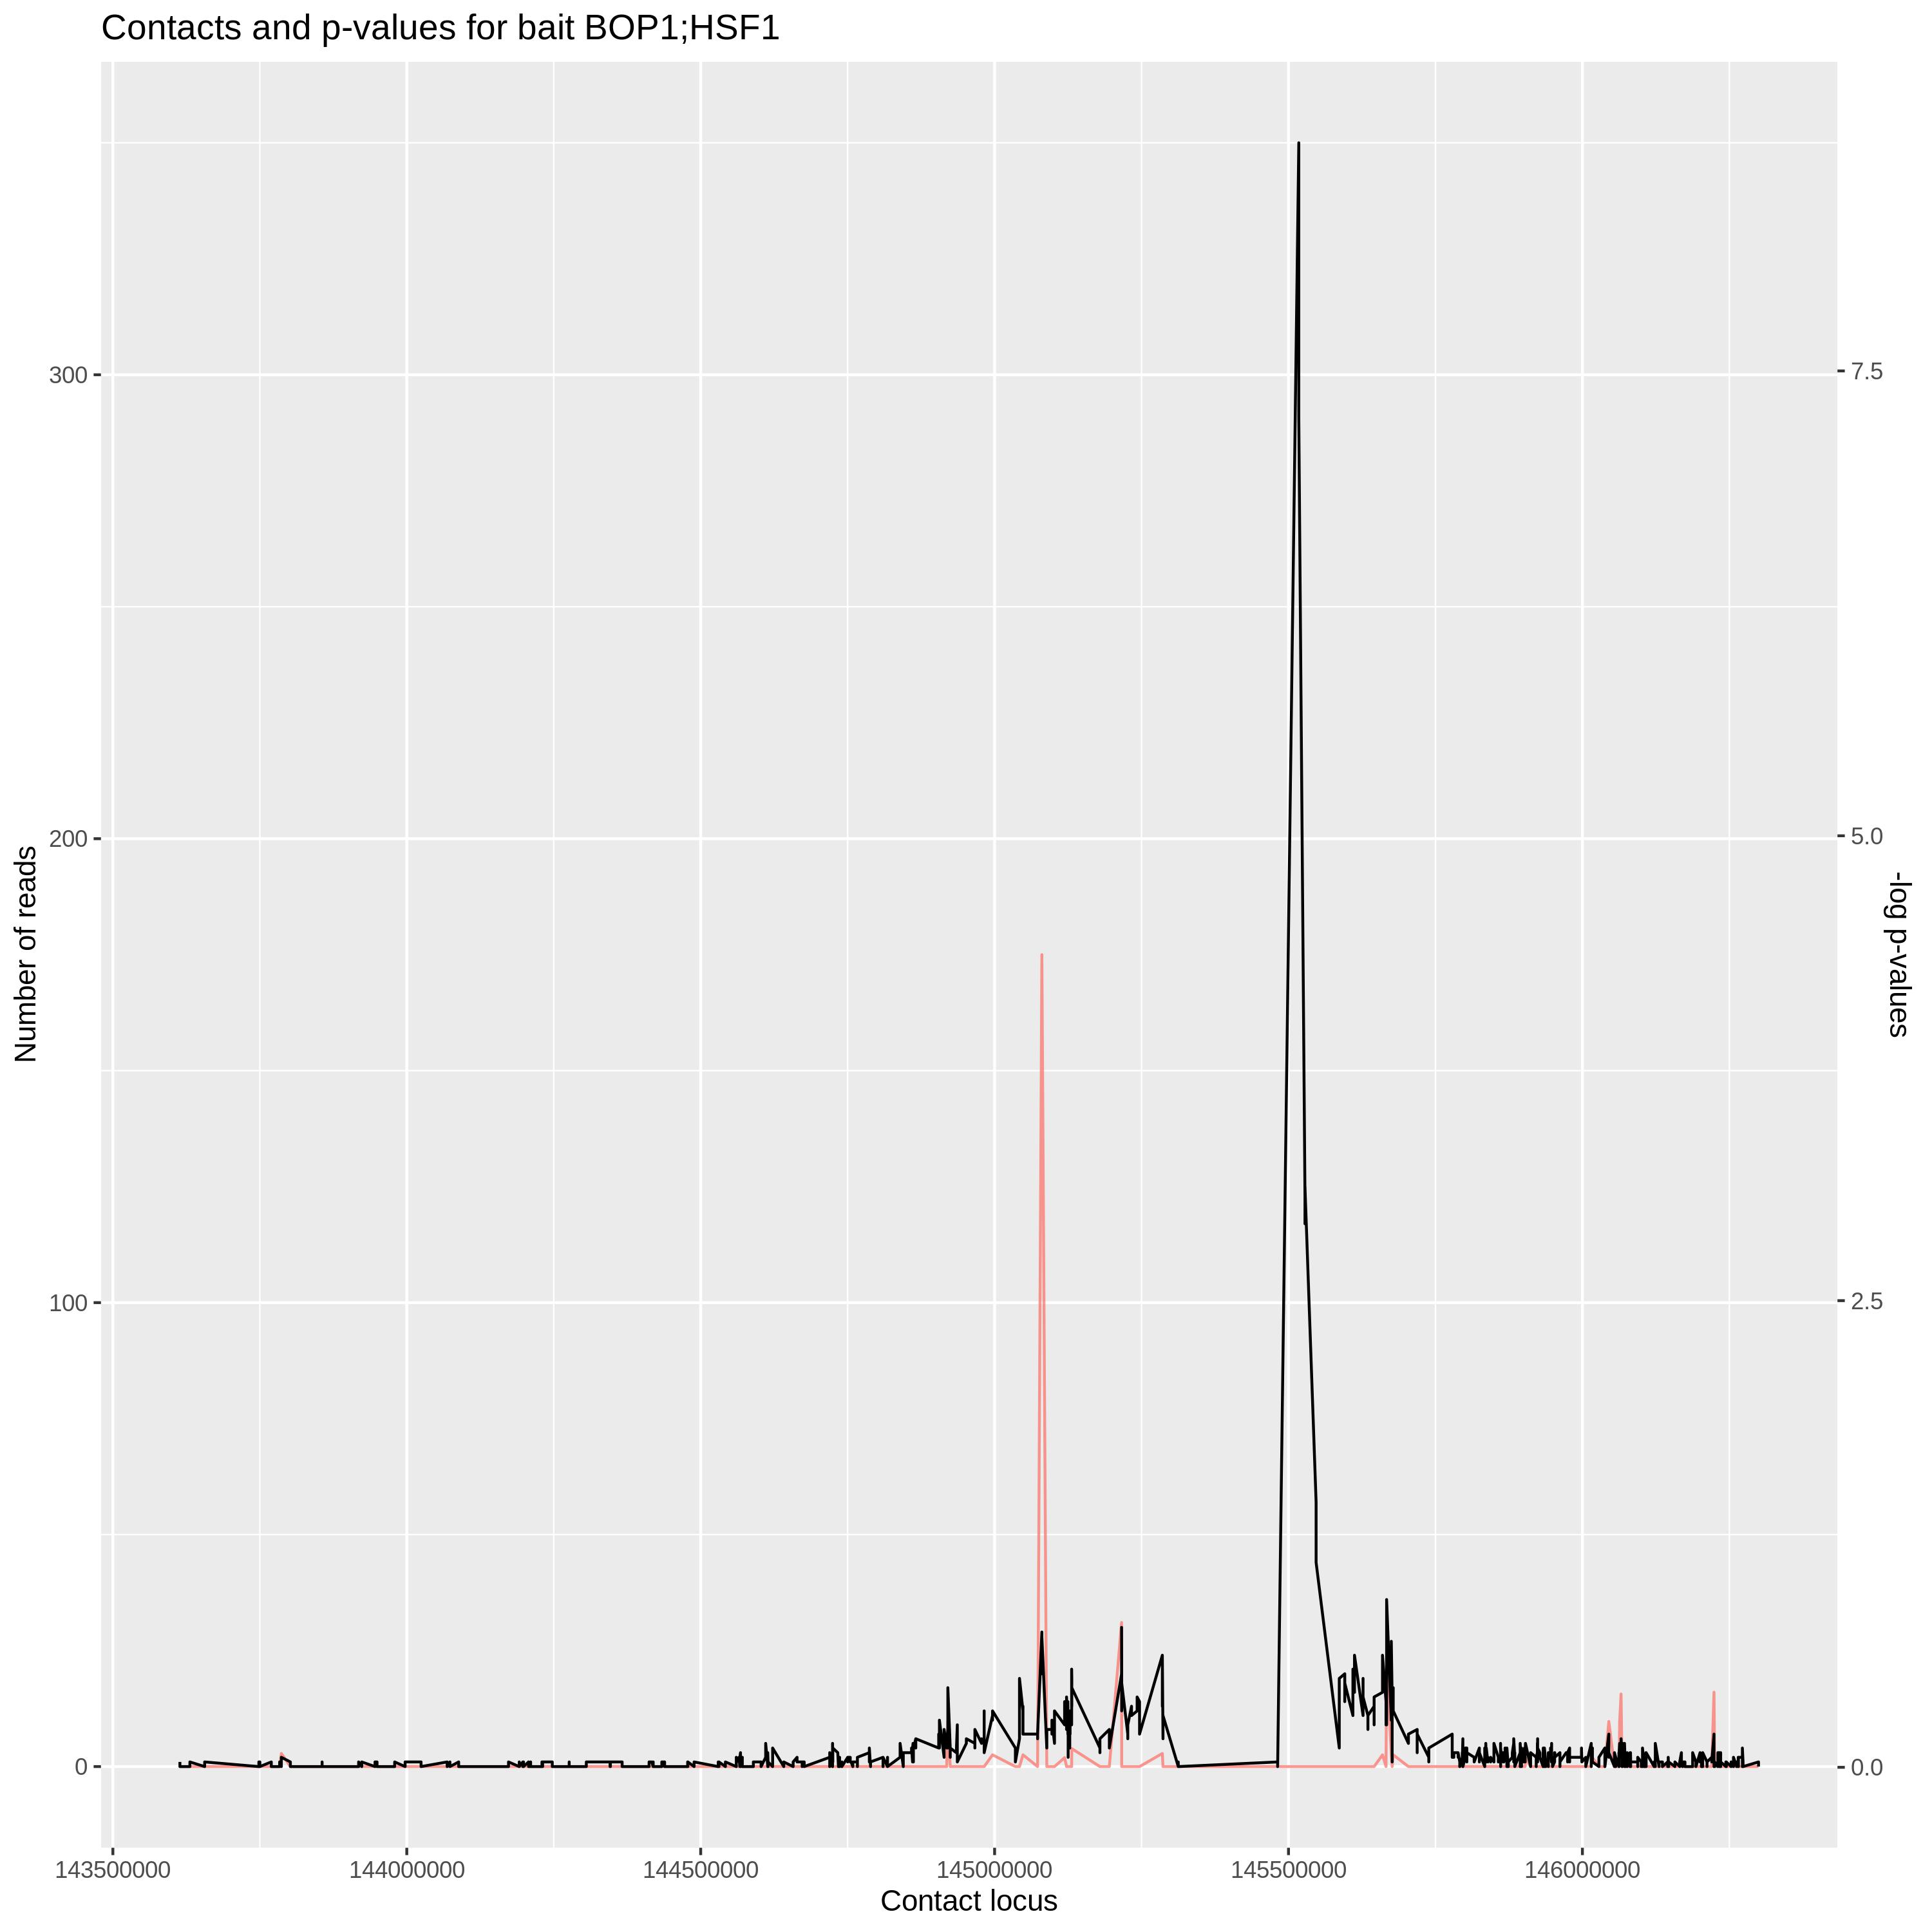 Contacts and p-values for bait BOP1;HSF1
Number of reads
300
200
100
0
7.5
5.0
2.5
0.0
-log p-values
143500000 144000000 144500000 145000000 145500000 146000000
Contact locus